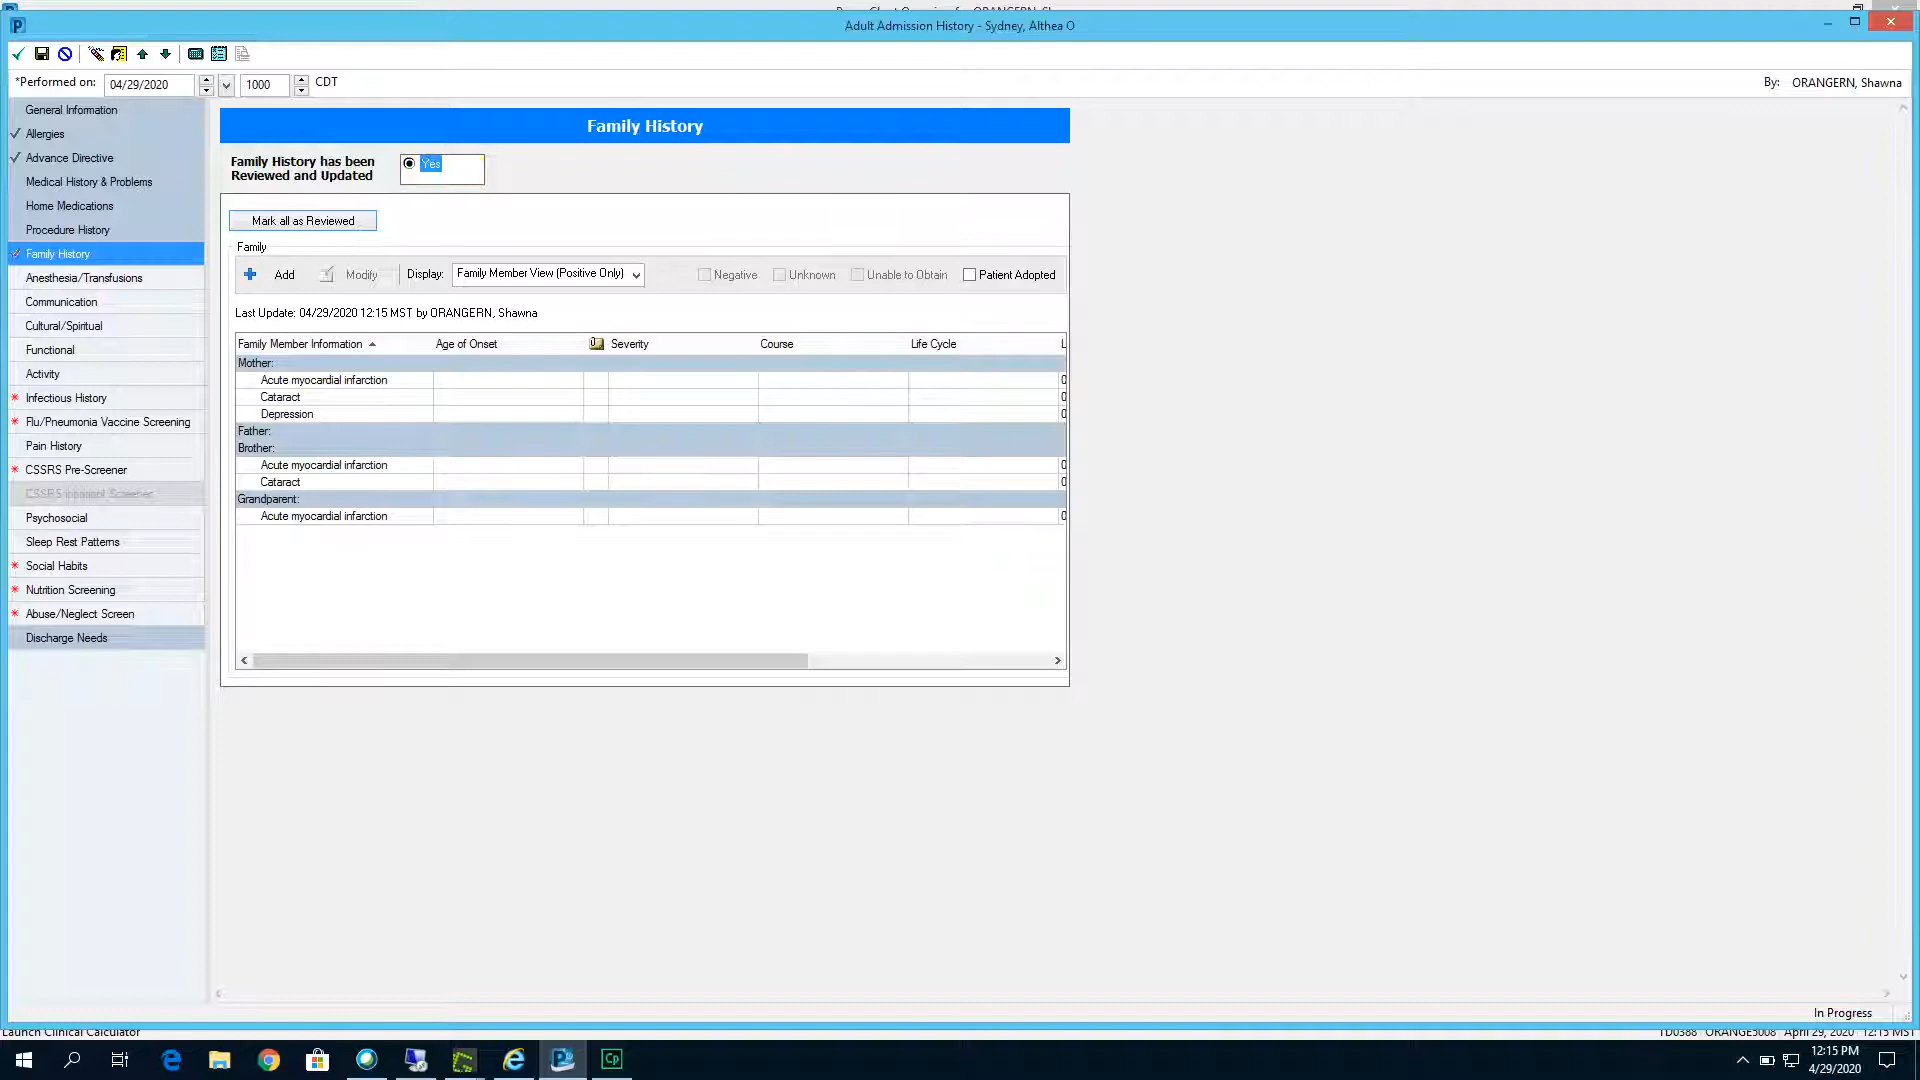 Adult Admission History - Sydney, Althea O
*Performed on: 04/29/2020 1000 CDT By: ORANGERN, Shawna
General Information
Allergies
Advance Directive
Medical History & Problems
Home Medications
Procedure History
Family History
Anesthesia/Transfusions
Communication
Cultural/Spiritual
Functional
Activity
Infectious History
Flu/Pneumonia Vaccine Screening
Pain History
CSSRS Pre-Screener
Psychosocial
Sleep Rest Patterns
Social Habits
Nutrition Screening
Abuse/Neglect Screen
Discharge Needs
Family History
Family History has been
Reviewed and Updated
Yes
Mark all as Reviewed
Family
Add Modify Display: Family Member View (Positive Only) Negative Unknown Unable to Obtain Patient Adopted
Last Update: 04/29/2020 12:15 MST by ORANGERN, Shawna
Family Member Information Age of Onset Severity Course Life Cycle L
Mother:
Acute myocardial infarction
Cataract
Depression
Father:
Brother:
Acute myocardial infarction
Cataract
Grandparent:
Acute myocardial infarction
In Progress
Launch Clinical Calculator
TD0388 ORANGE5008 April 29, 2020 12:15 MST
12:15 PM
4/29/2020